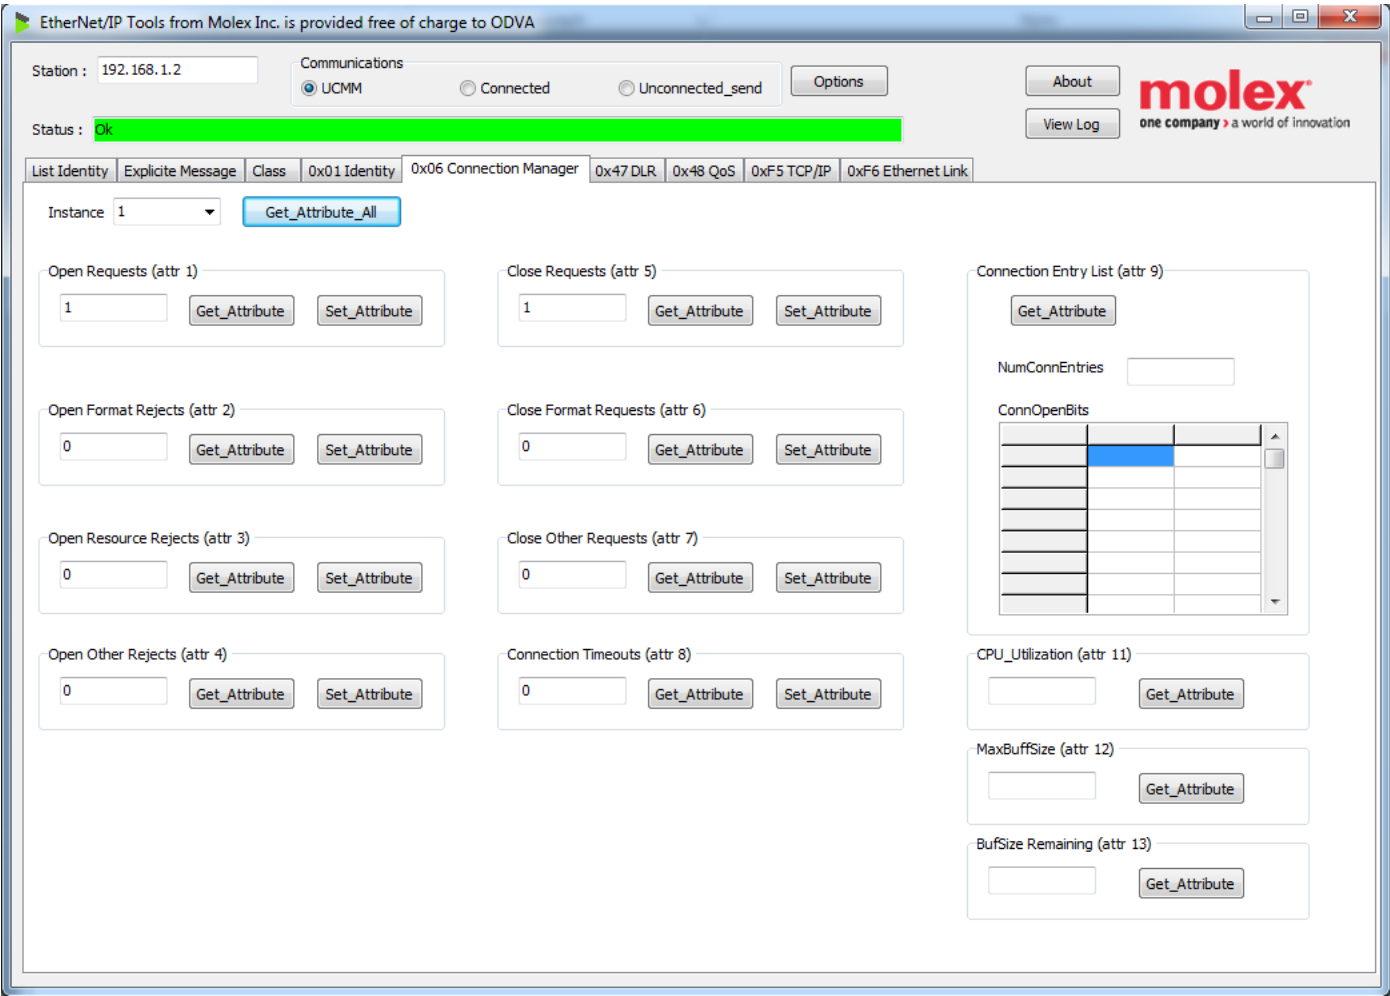 EtherNet/IP Tools from Molex Inc. is provided free of charge to ODVA
Station : 192.168.1.2
Communications
UCMM Connected Unconnected_send
Options
About
View Log
molex
one company > a world of innovation
Status : Ok
List Identity Explicite Message Class 0x01 Identity 0x06 Connection Manager 0x47 DLR 0x48 QoS 0xF5 TCP/IP 0xF6 Ethernet Link
Instance 1 Get_Attribute_All
Open Requests (attr 1)
1 Get_Attribute Set_Attribute
Close Requests (attr 5)
1 Get_Attribute Set_Attribute
Connection Entry List (attr 9)
Get_Attribute
NumConnEntries
ConnOpenBits
Open Format Rejects (attr 2)
0 Get_Attribute Set_Attribute
Close Format Requests (attr 6)
0 Get_Attribute Set_Attribute
Open Resource Rejects (attr 3)
0 Get_Attribute Set_Attribute
Close Other Requests (attr 7)
0 Get_Attribute Set_Attribute
Open Other Rejects (attr 4)
0 Get_Attribute Set_Attribute
Connection Timeouts (attr 8)
0 Get_Attribute Set_Attribute
CPU_Utilization (attr 11)
Get_Attribute
MaxBuffSize (attr 12)
Get_Attribute
BufSize Remaining (attr 13)
Get_Attribute